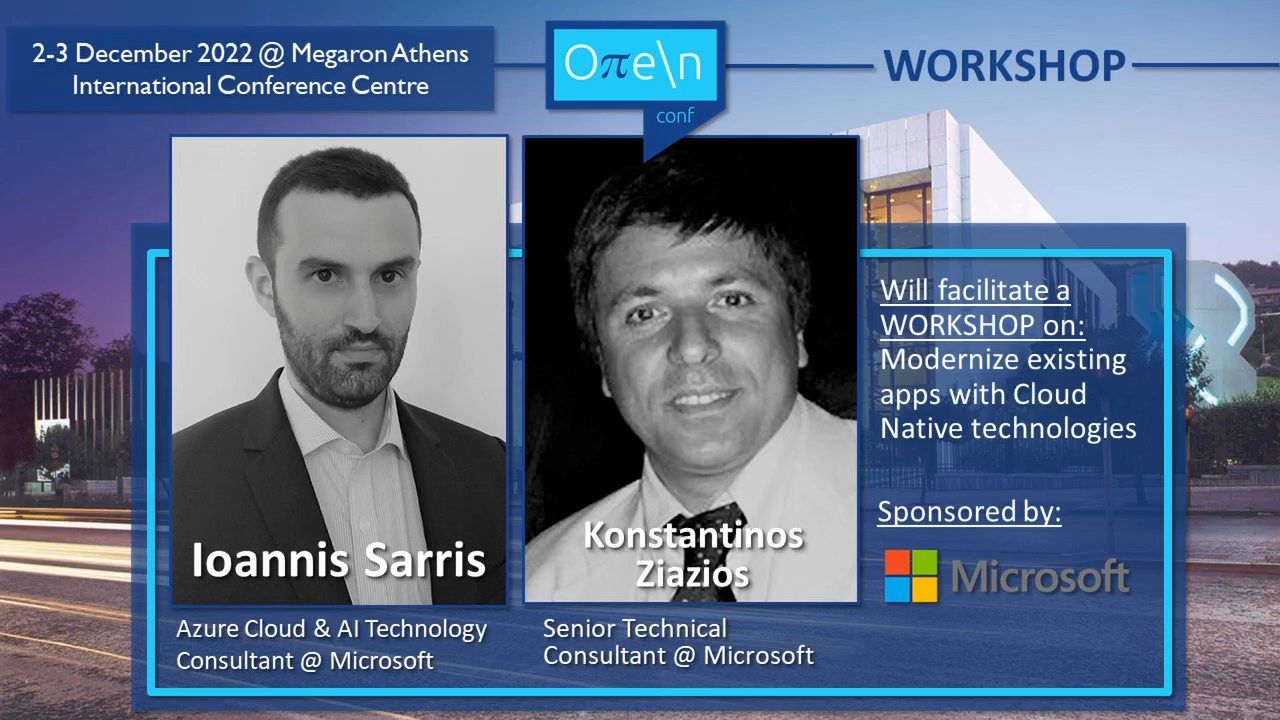 2-3 December 2022 @ Megaron Athens
International Conference Centre
Oπe\n
conf
WORKSHOP
Ioannis Sarris
Azure Cloud & AI Technology
Consultant @ Microsoft
Konstantinos
Ziazios
Senior Technical
Consultant @ Microsoft
Will facilitate a
WORKSHOP on:
Modernize existing
apps with Cloud
Native technologies
Sponsored by:
Microsoft